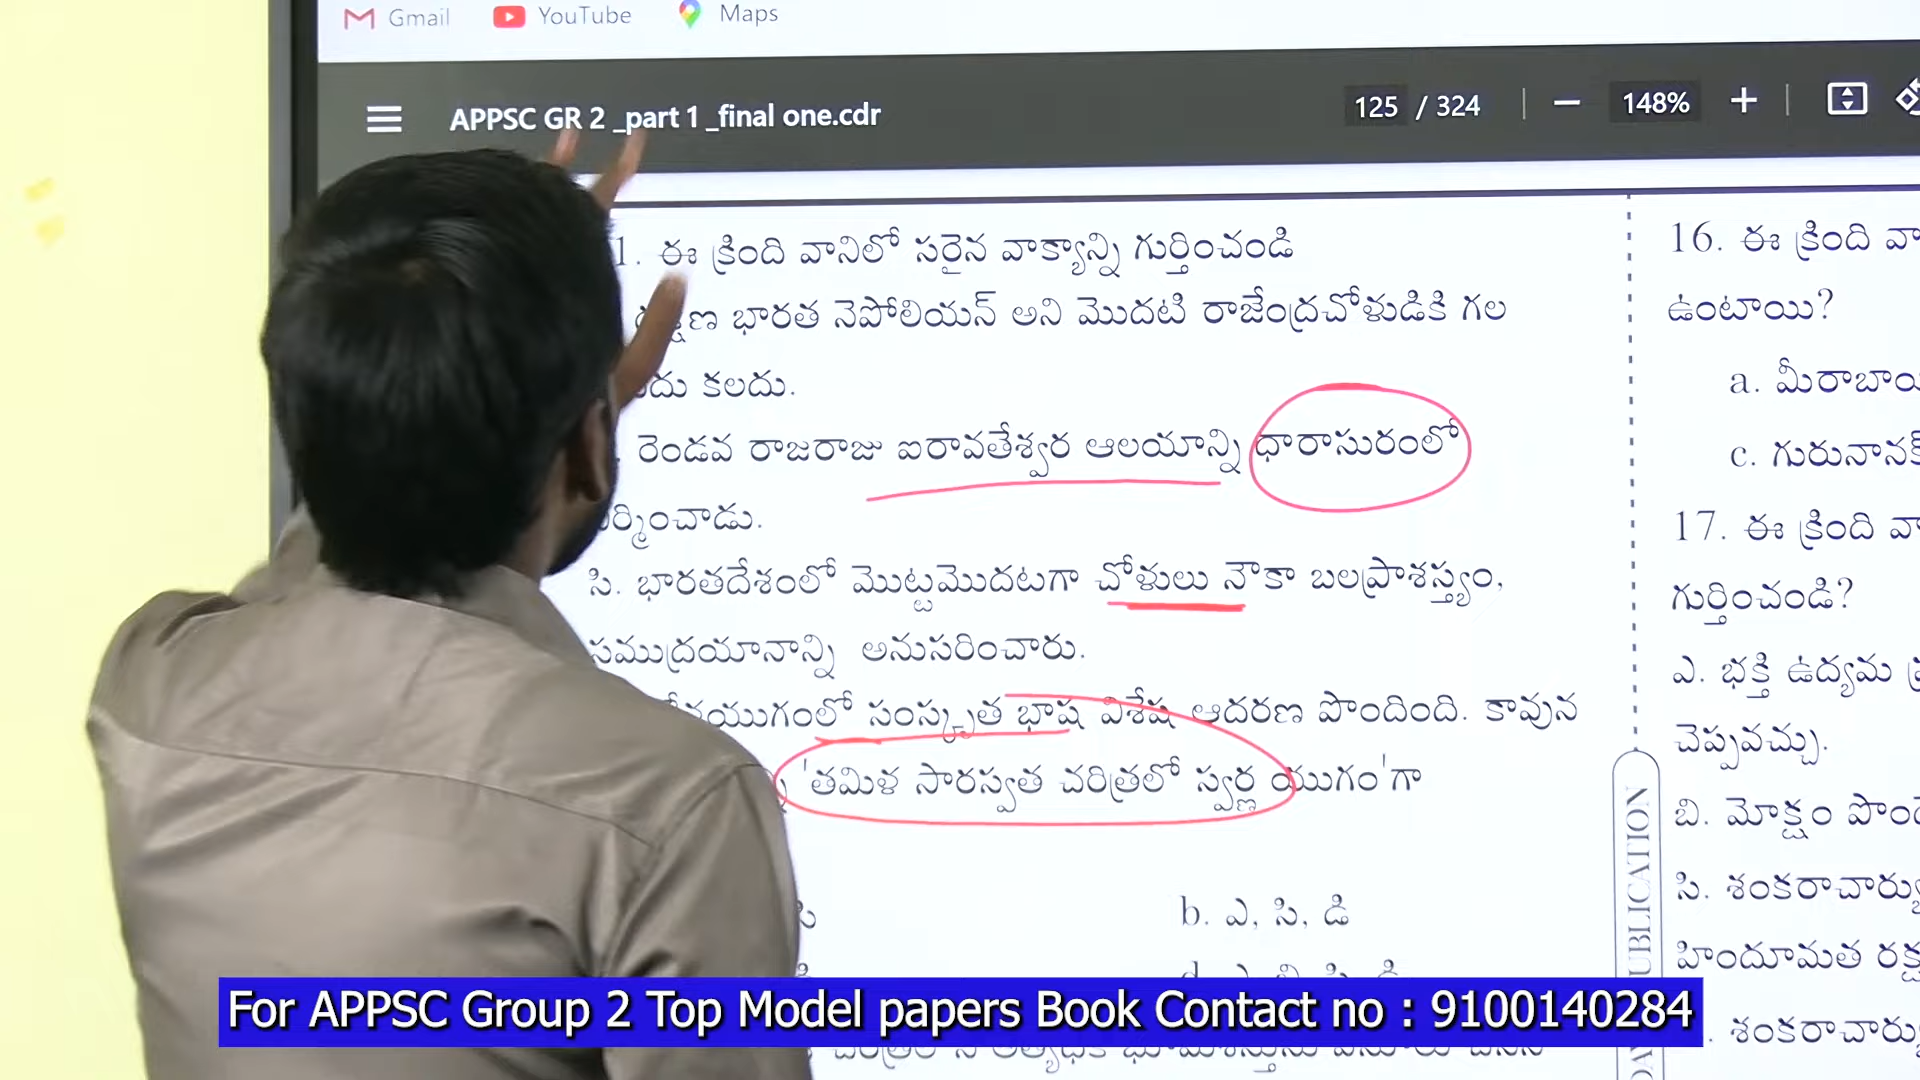 Gmail YouTube Maps
APPSC GR 2 _part 1 _final one.cdr 125 / 324 148%
1. ఈ క్రింది వానిలో సరైన వాక్యాన్ని గుర్తించండి
భారత నెపోలియన్ అని మొదటి రాజేంద్రచోళుడికి గల
కలదు.
రెండవ రాజరాజు ఐరావతేశ్వర ఆలయాన్ని ధారాసురంలో
సి. భారతదేశంలో మొట్టమొదటగా చోళులు నౌకా బలప్రాశస్త్యం,
సముద్రయానాన్ని అనుసరించారు.
సంస్కృత భాష విశేష ఆదరణ పొందింది. కావున
'తమిళ సారస్వత చరిత్రలో స్వర్ణ యుగం'గా
b. ఎ, సి, డి
16. ఈ క్రింది
ఉంటాయి?
a. మీరాబాయి
c. గురునానక్
17. ఈ క్రింది
గుర్తించండి?
ఎ. భక్తి ఉద్యమ
చెప్పవచ్చు.
బి. మోక్షం
సి. శంకరాచార్యు
హిందూమత
శంకరాచార్యు
UBLICATION
For APPSC Group 2 Top Model papers Book Contact no : 9100140284